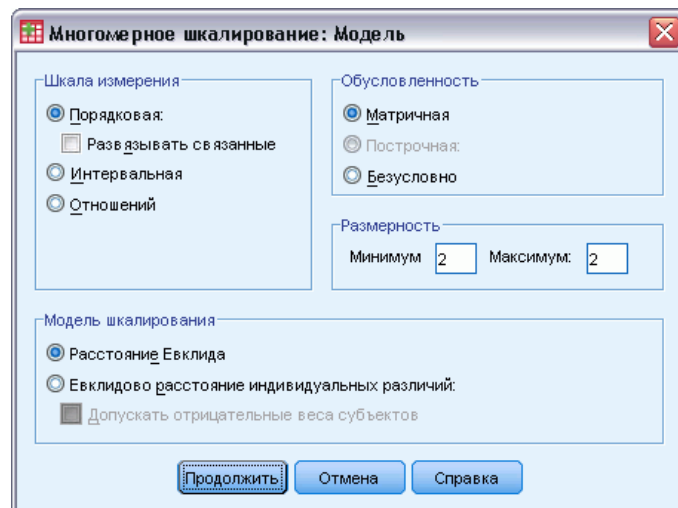 Многомерное шкалирование: Модель
Шкала измерения
Порядковая:
Развязывать связанные
Интервальная
Отношений
Обусловленность
Матричная
Построчная:
Безусловно
Размерность
Минимум 2 Максимум: 2
Модель шкалирования
Расстояние Евклида
Евклидово расстояние индивидуальных различий:
Допускать отрицательные веса субъектов
Продолжить Отмена Справка